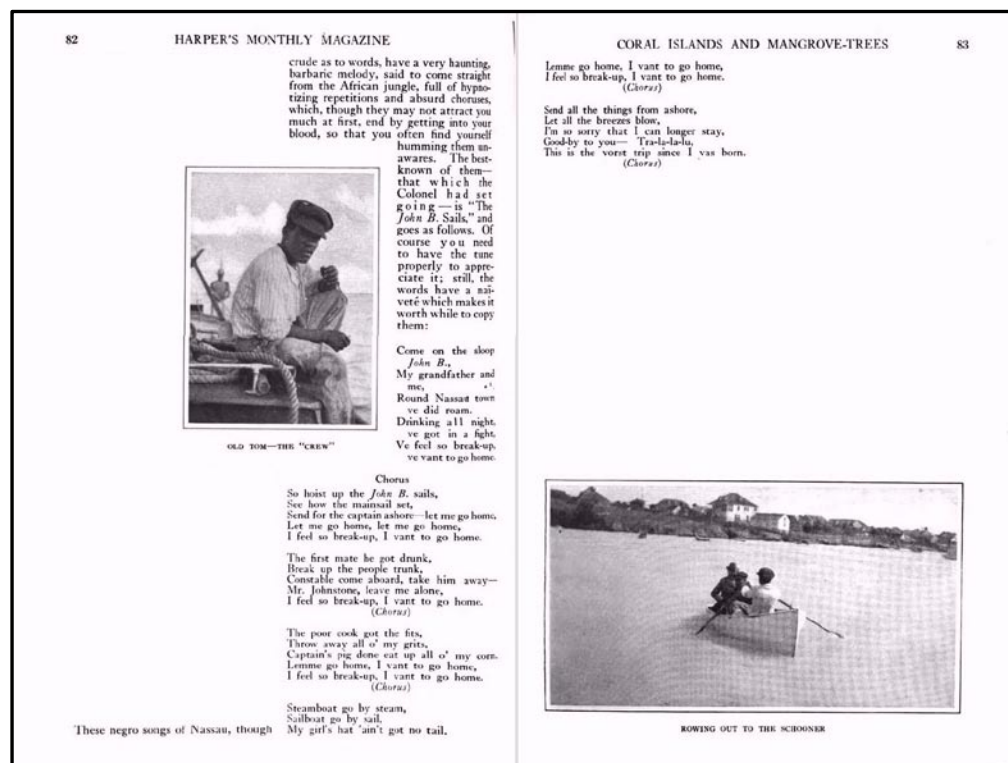 82
HARPER'S MONTHLY MAGAZINE
These negro songs of Nassau, though
crude as to words, have a very haunting,
barbaric melody, said to come straight
from the African jungle, full of hypno-
tizing repetitions and absurd choruses,
which, though they may not attract you
much at first, end by getting into your
blood, so that you often find yourself
humming them un-
awares. The best-
known of them—
that which the
Colonel had set
going—is "The
John B. Sails," and
goes as follows. Of
course you need
to have the tune
properly to appre-
ciate it; still, the
words have a naï-
veté which makes it
worth while to copy
them:
Come on the sloop
John B.,
My grandfather and
me,
Round Nassau town
ve did roam.
Drinking all night,
ve got in a fight,
Ve feel so break-up,
ve vant to go home.
Chorus
So hoist up the John B. sails,
See how the mainsail set,
Send for the captain ashore—let me go home,
Let me go home, let me go home,
I feel so break-up, I vant to go home.
The first mate he got drunk,
Break up the people trunk,
Constable come aboard, take him away—
Mr. Johnstone, leave me alone,
I feel so break-up, I vant to go home.
(Chorus)
The poor cook got the fits,
Throw away all o' my grits,
Captain's pig done eat up all o' my corn.
Lemme go home, I vant to go home,
I feel so break-up, I vant to go home.
(Chorus)
Steamboat go by steam,
Sailboat go by sail,
My girl's hat 'ain't got no tail.
OLD TOM—THE "CREW"
CORAL ISLANDS AND MANGROVE-TREES
83
Lemme go home, I vant to go home,
I feel so break-up, I vant to go home.
(Chorus)
Send all the things from ashore,
Let all the breezes blow,
I'm so sorry that I can longer stay,
Good-by to you— Tra-la-la-lu,
This is the vorst trip since I vas born.
(Chorus)
ROWING OUT TO THE SCHOONER